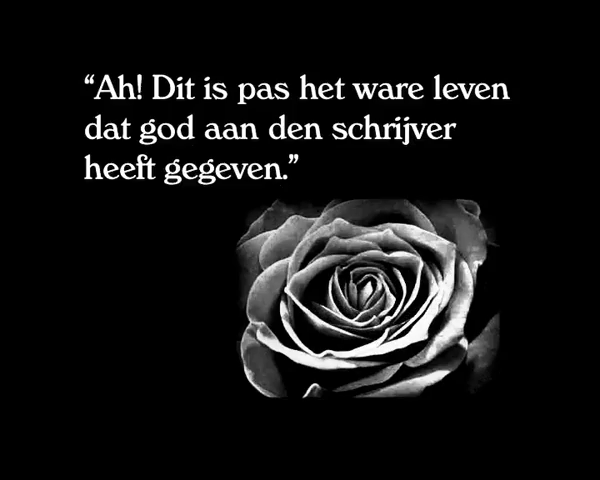 “Ah! Dit is pas het ware leven
dat god aan den schrijver
heeft gegeven.”